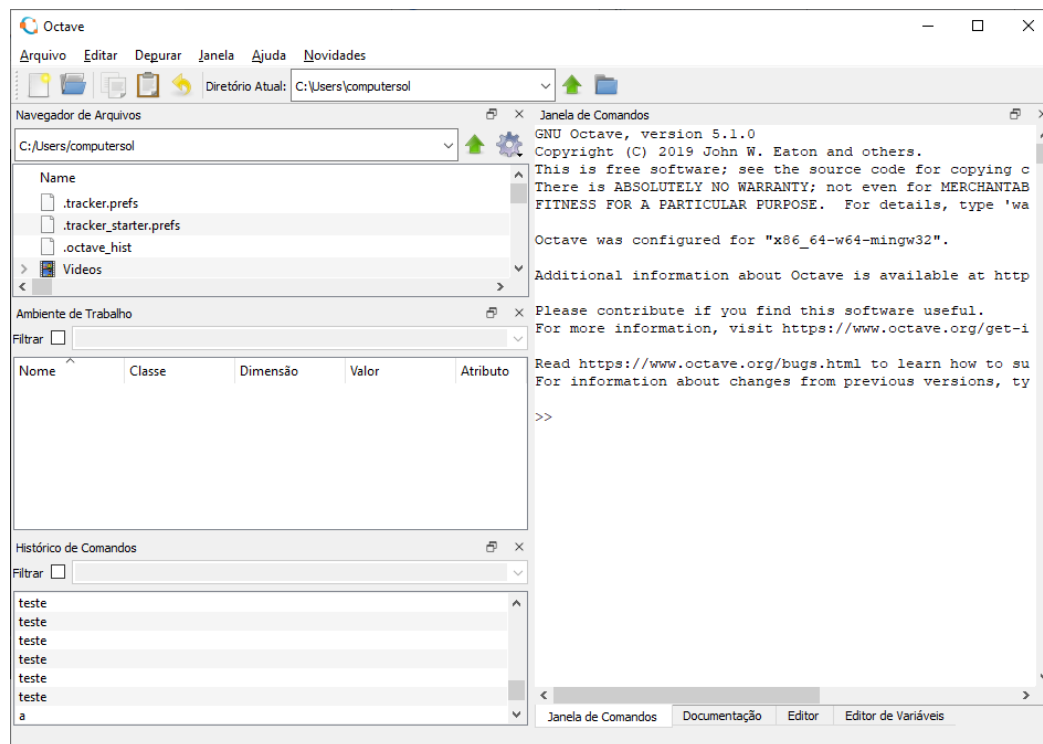 Octave
Arquivo Editar Depurar Janela Ajuda Novidades
Diretório Atual: C:\Users\computersol
Navegador de Arquivos
C:/Users/computersol
Name
.tracker.prefs
.tracker_starter.prefs
.octave_hist
Videos
Ambiente de Trabalho
Filtrar
Nome Classe Dimensão Valor Atributo
Histórico de Comandos
Filtrar
teste
teste
teste
teste
teste
teste
a
Janela de Comandos
GNU Octave, version 5.1.0
Copyright (C) 2019 John W. Eaton and others.
This is free software; see the source code for copying c
There is ABSOLUTELY NO WARRANTY; not even for MERCHANTAB
FITNESS FOR A PARTICULAR PURPOSE.  For details, type 'wa
Octave was configured for "x86_64-w64-mingw32".
Additional information about Octave is available at http
Please contribute if you find this software useful.
For more information, visit https://www.octave.org/get-i
Read https://www.octave.org/bugs.html to learn how to su
For information about changes from previous versions, ty
>>
Janela de Comandos Documentação Editor Editor de Variáveis